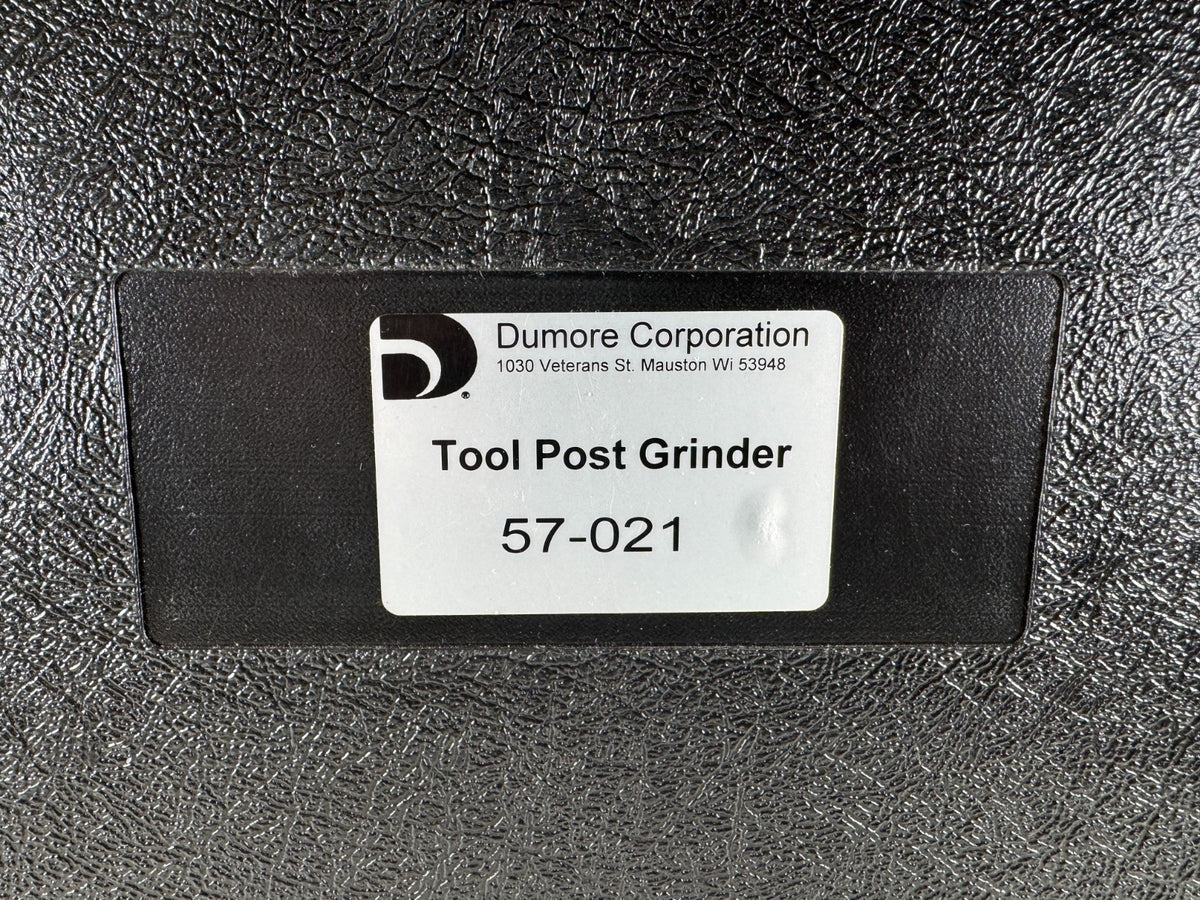 Dumore Corporation
1030 Veterans St. Mauston Wi 53948
®
Tool Post Grinder
57-021